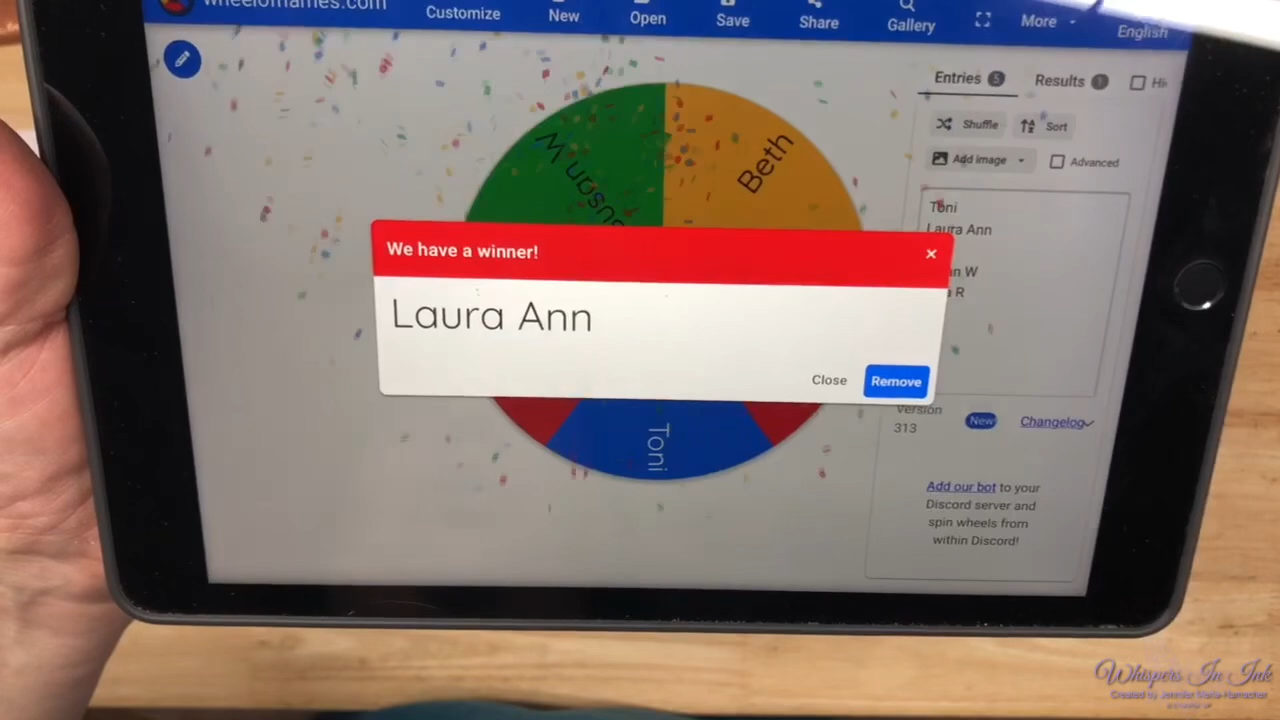 wheelofnames.com
Customize
New
Open
Save
Share
Gallery
More
English
Entries 5
Results 1
Hi
Shuffle
Sort
Add image
Advanced
Toni
Laura Ann
n W
R
Susan W
Beth
We have a winner!
×
Laura Ann
Close
Remove
Toni
Version
313
New
Changelog
Add our bot to your
Discord server and
spin wheels from
within Discord!
Whispers In Ink